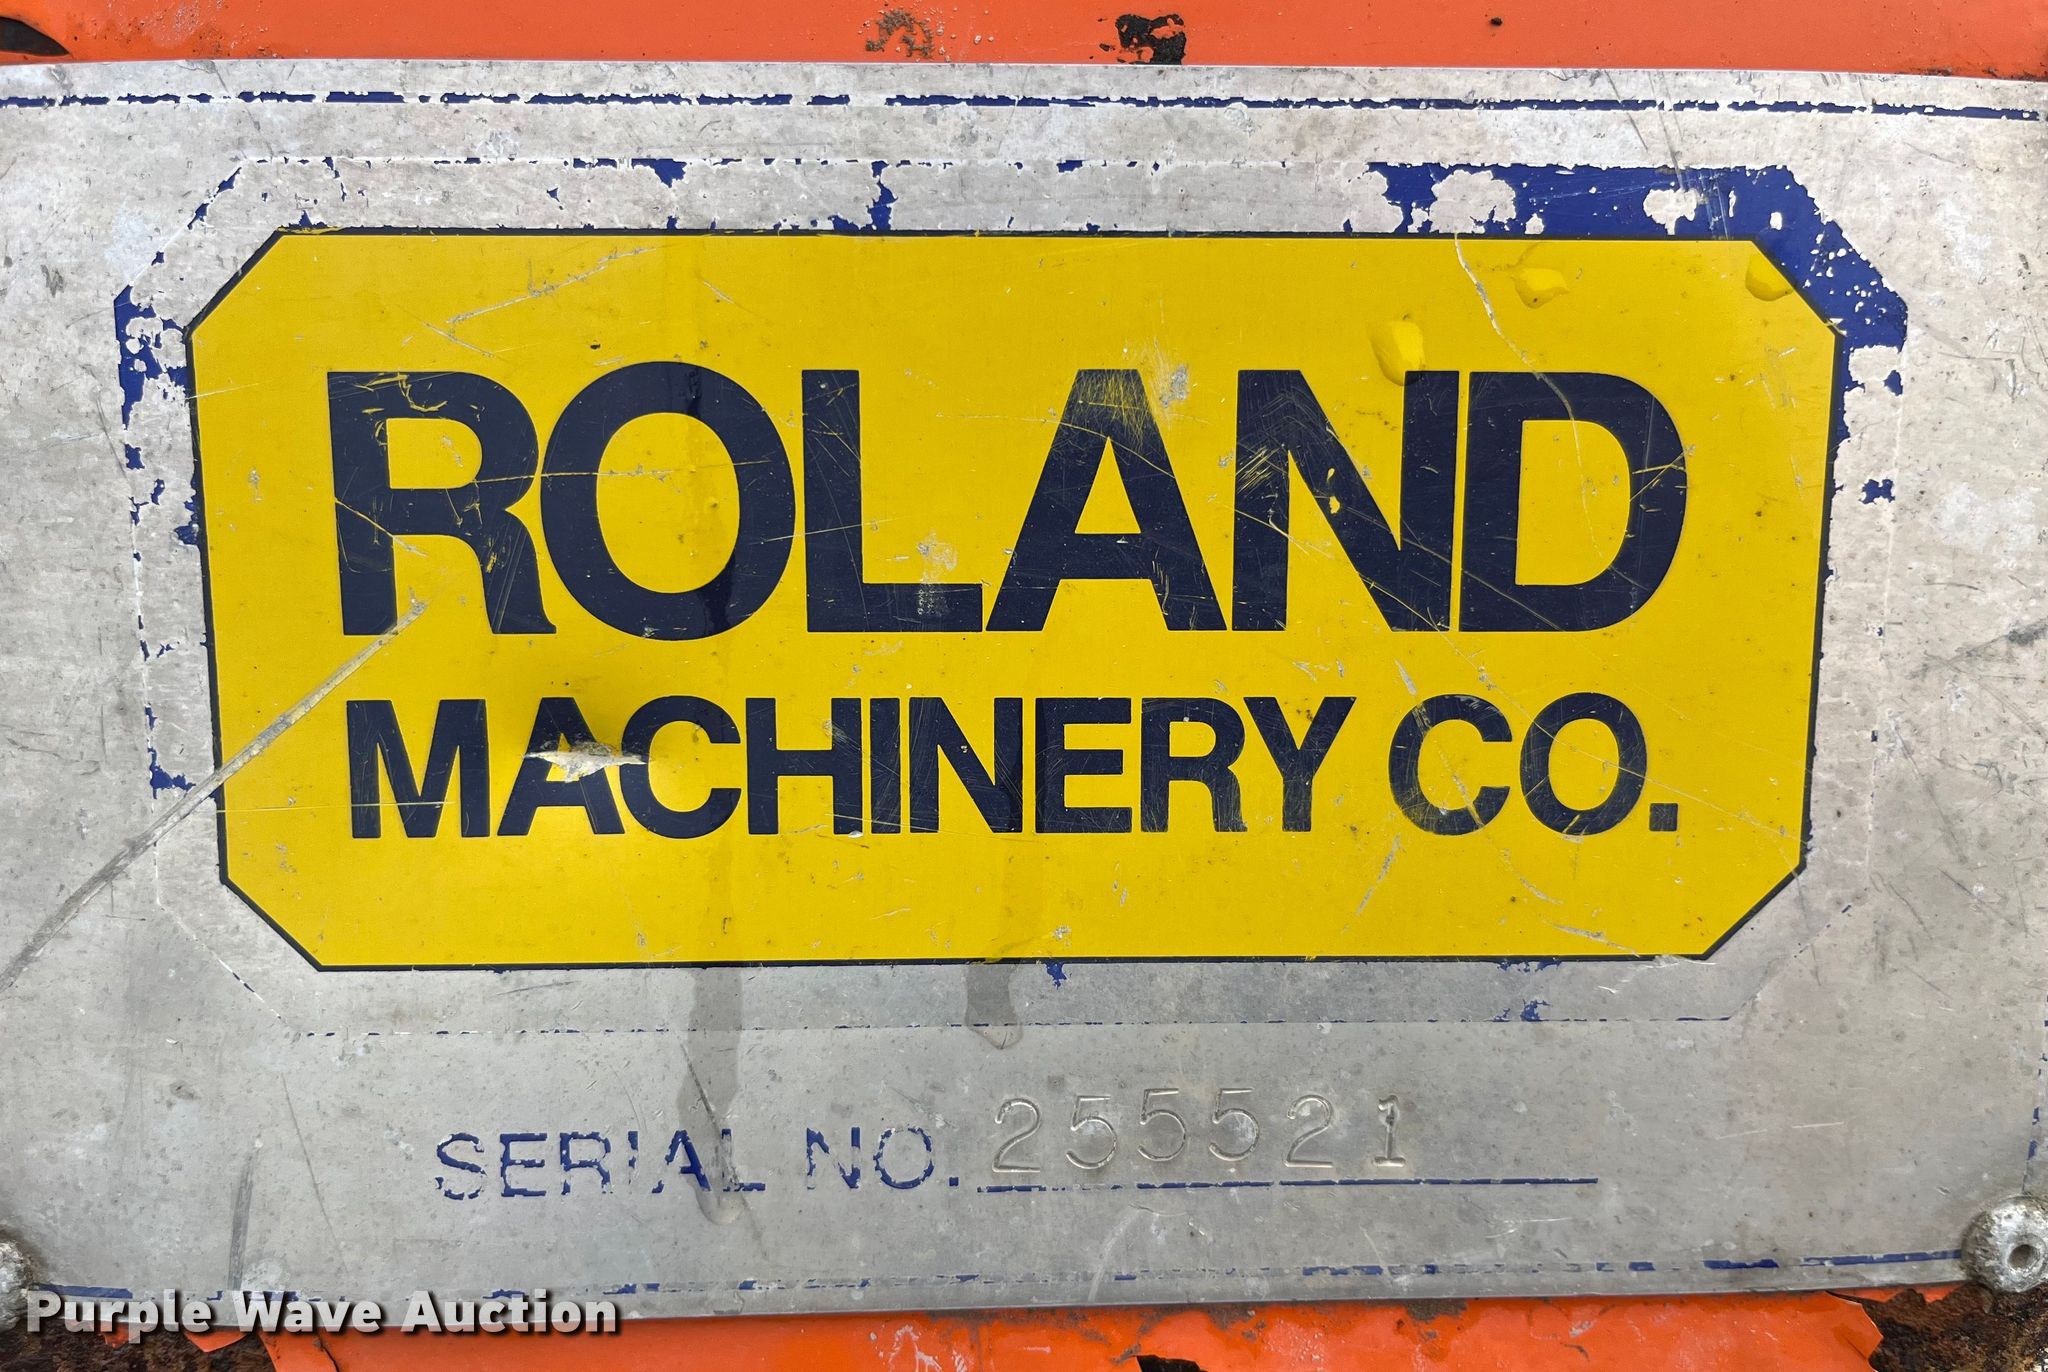 ROLAND
MACHINERY CO.
SERIAL NO. 255521
Purple Wave Auction